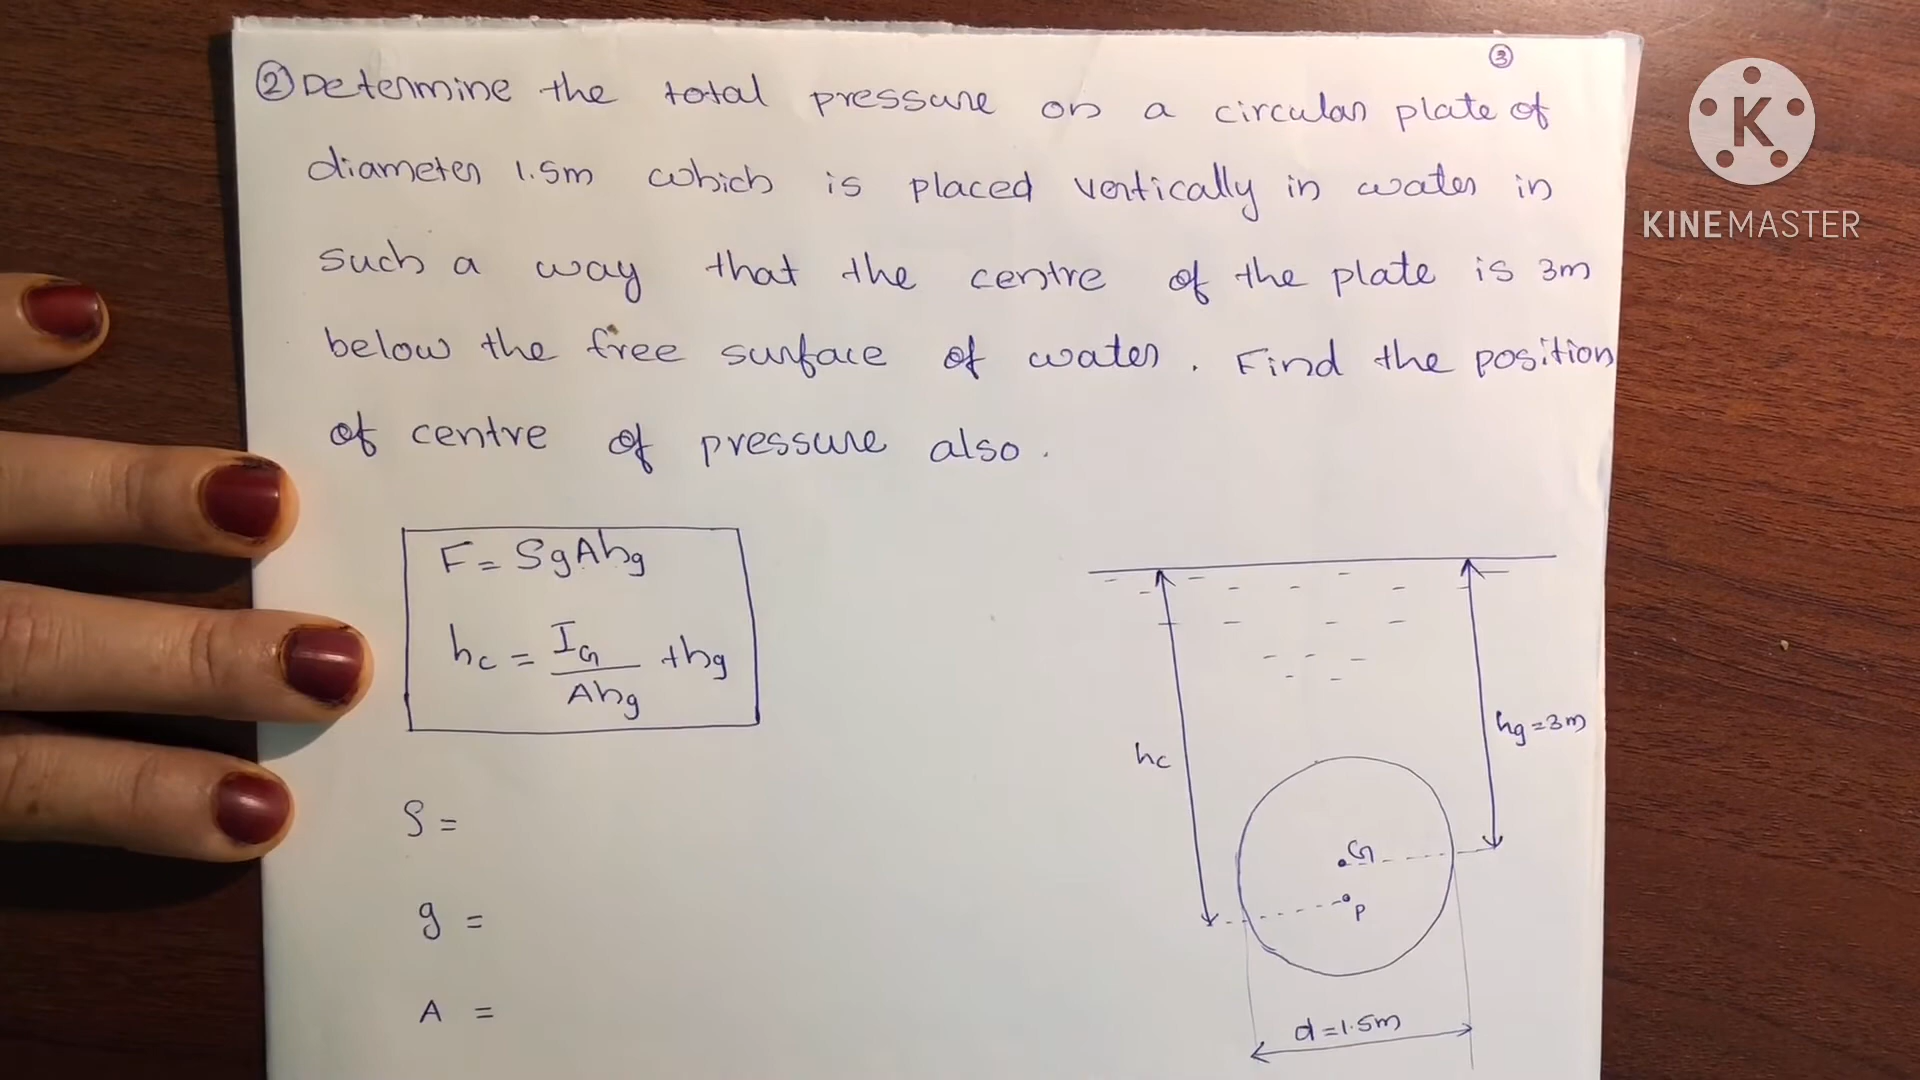 ③
② Determine the total pressure on a circular plate of
diameter 1.5m which is placed vertically in water in
such a way that the centre of the plate is 3m
below the free surface of water. Find the position
of centre of pressure also.
F = ρgAhg
hc = IG / Ahg + hg
ρ =
g =
A =
hc
hg = 3m
G
P
d = 1.5m
K
KINEMASTER